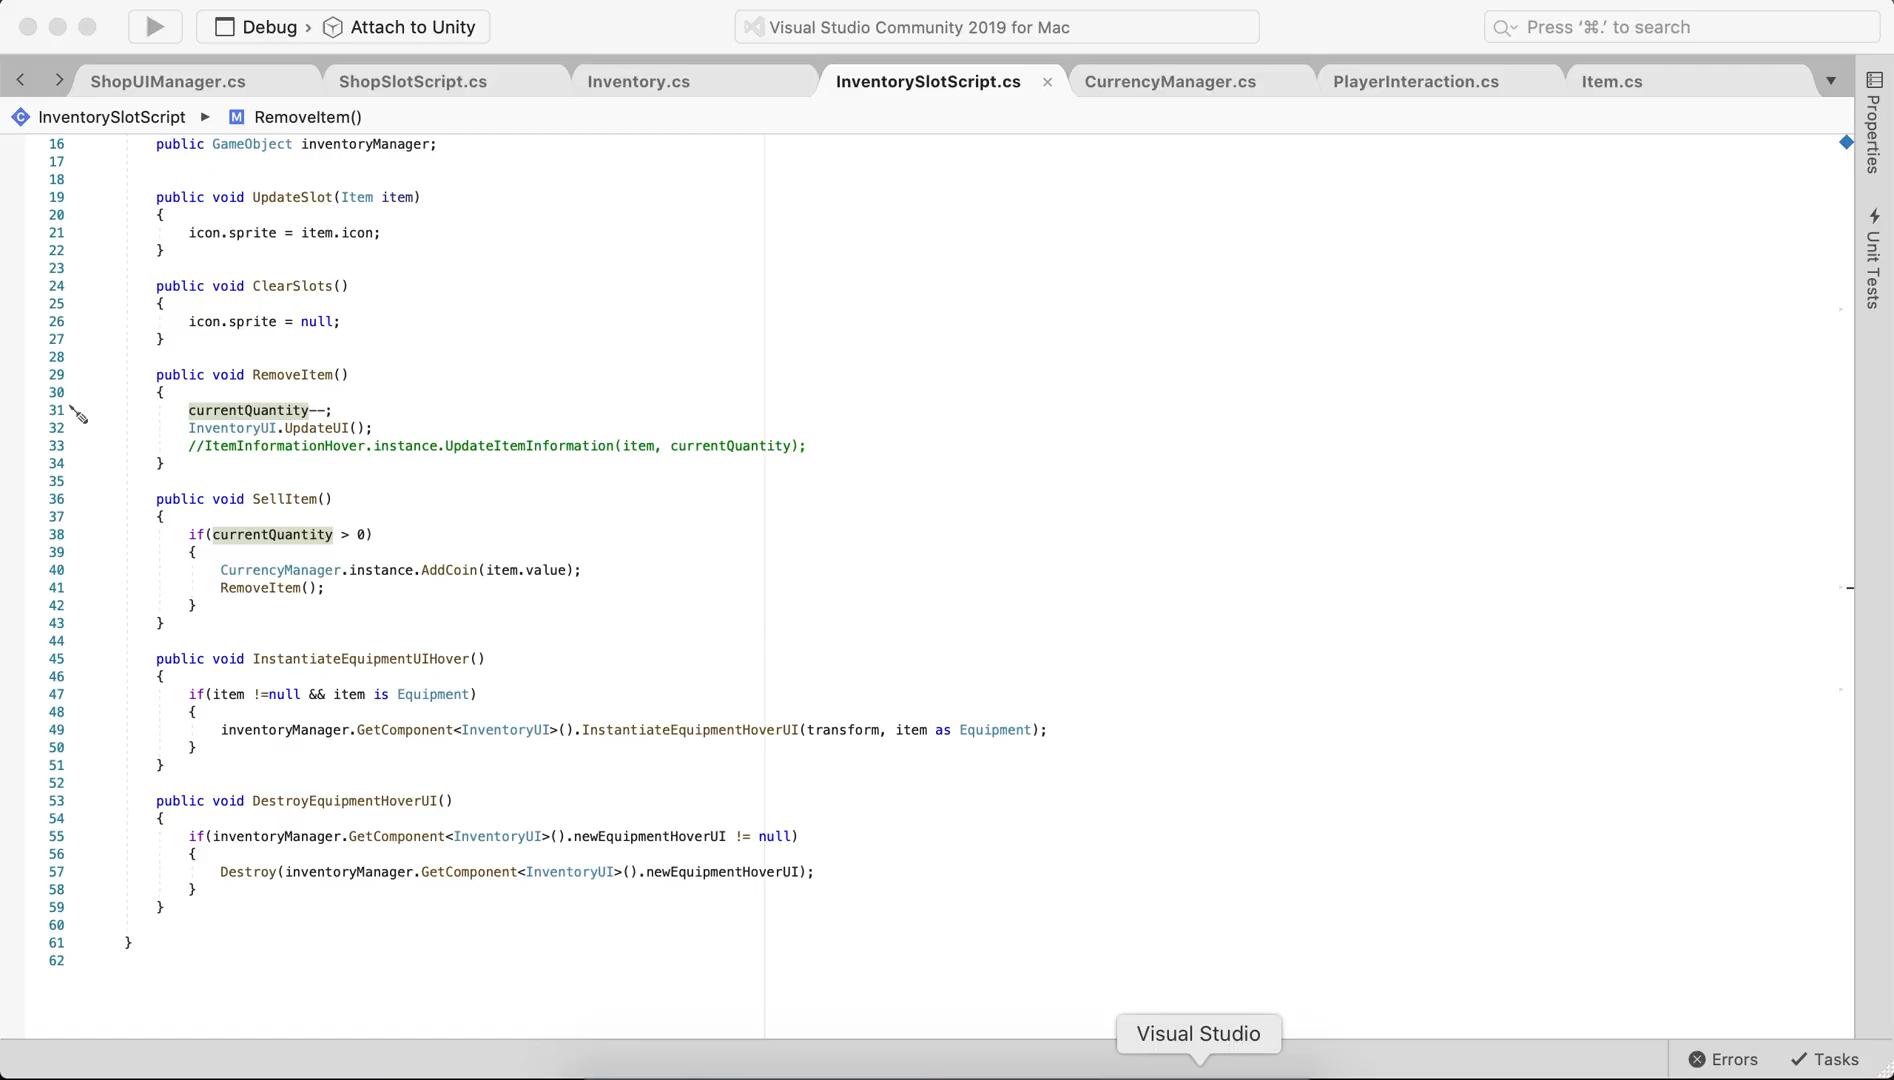 Debug › Attach to Unity
Visual Studio Community 2019 for Mac
Press ‘⌘.’ to search
ShopUIManager.cs
ShopSlotScript.cs
Inventory.cs
InventorySlotScript.cs ×
CurrencyManager.cs
PlayerInteraction.cs
Item.cs
C InventorySlotScript ▶ M RemoveItem()
16 public GameObject inventoryManager;
17
18
19 public void UpdateSlot(Item item)
20 {
21 icon.sprite = item.icon;
22 }
23
24 public void ClearSlots()
25 {
26 icon.sprite = null;
27 }
28
29 public void RemoveItem()
30 {
31 currentQuantity--;
32 InventoryUI.UpdateUI();
33 //ItemInformationHover.instance.UpdateItemInformation(item, currentQuantity);
34 }
35
36 public void SellItem()
37 {
38 if(currentQuantity > 0)
39 {
40 CurrencyManager.instance.AddCoin(item.value);
41 RemoveItem();
42 }
43 }
44
45 public void InstantiateEquipmentUIHover()
46 {
47 if(item !=null && item is Equipment)
48 {
49 inventoryManager.GetComponent<InventoryUI>().InstantiateEquipmentHoverUI(transform, item as Equipment);
50 }
51 }
52
53 public void DestroyEquipmentHoverUI()
54 {
55 if(inventoryManager.GetComponent<InventoryUI>().newEquipmentHoverUI != null)
56 {
57 Destroy(inventoryManager.GetComponent<InventoryUI>().newEquipmentHoverUI);
58 }
59 }
60
61 }
62
Properties
Unit Tests
Visual Studio
Errors
Tasks